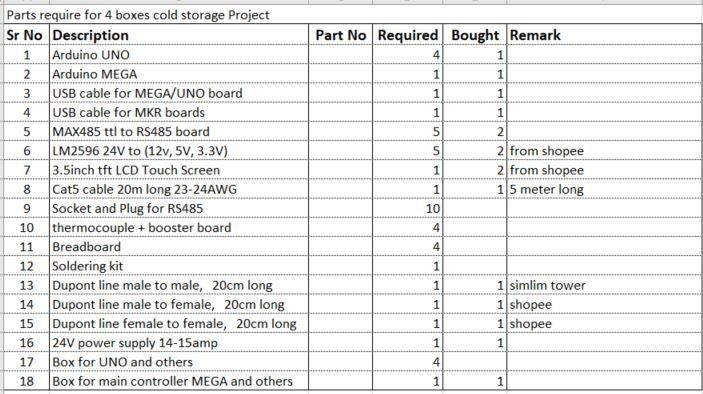 Parts require for 4 boxes cold storage Project
Sr No Description Part No Required Bought Remark
1 Arduino UNO 4 1
2 Arduino MEGA 1 1
3 USB cable for MEGA/UNO board 1 1
4 USB cable for MKR boards 1 1
5 MAX485 ttl to RS485 board 5 2
6 LM2596 24V to (12v, 5V, 3.3V) 5 2 from shopee
7 3.5inch tft LCD Touch Screen 1 2 from shopee
8 Cat5 cable 20m long 23-24AWG 1 1 5 meter long
9 Socket and Plug for RS485 10
10 thermocouple + booster board 4
11 Breadboard 4
12 Soldering kit 1
13 Dupont line male to male, 20cm long 1 1 simlim tower
14 Dupont line male to female, 20cm long 1 1 shopee
15 Dupont line female to female, 20cm long 1 1 shopee
16 24V power supply 14-15amp 1 1
17 Box for UNO and others 4
18 Box for main controller MEGA and others 1 1